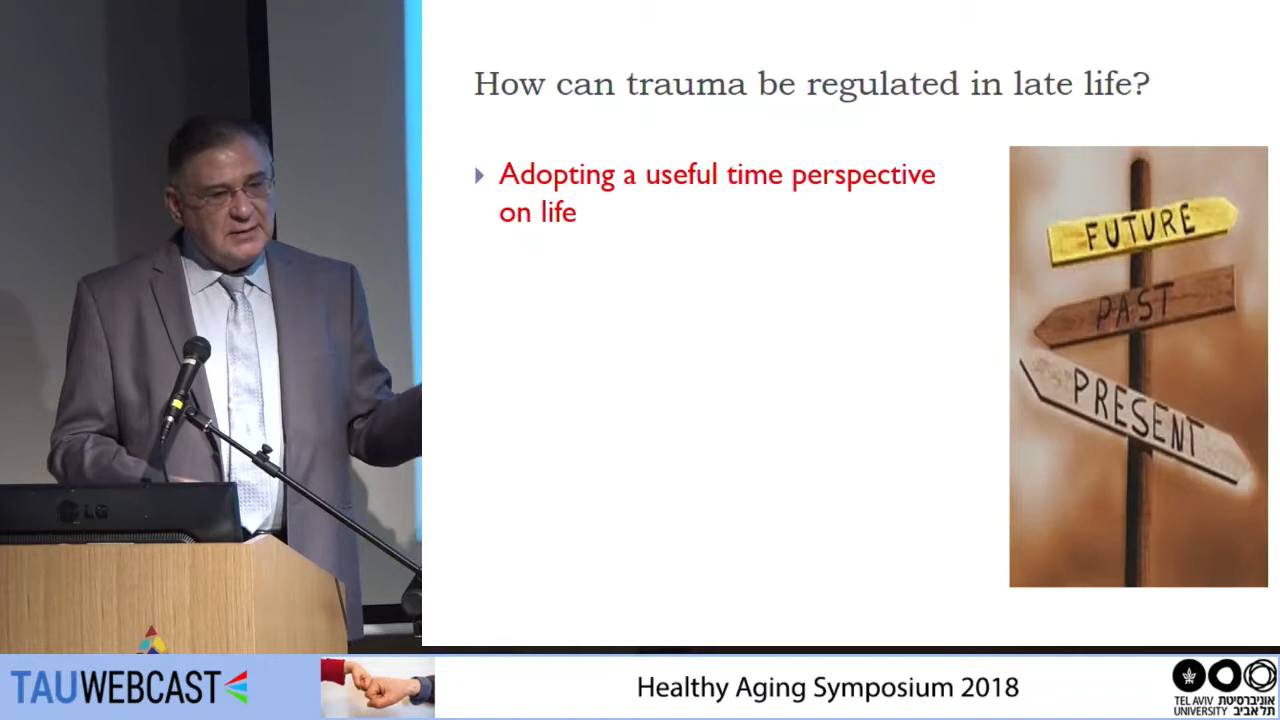 How can trauma be regulated in late life?
Adopting a useful time perspective
on life
FUTURE
PAST
PRESENT
LG
TAUWEBCAST
Healthy Aging Symposium 2018
TEL AVIV אוניברסיטת
UNIVERSITY תל אביב